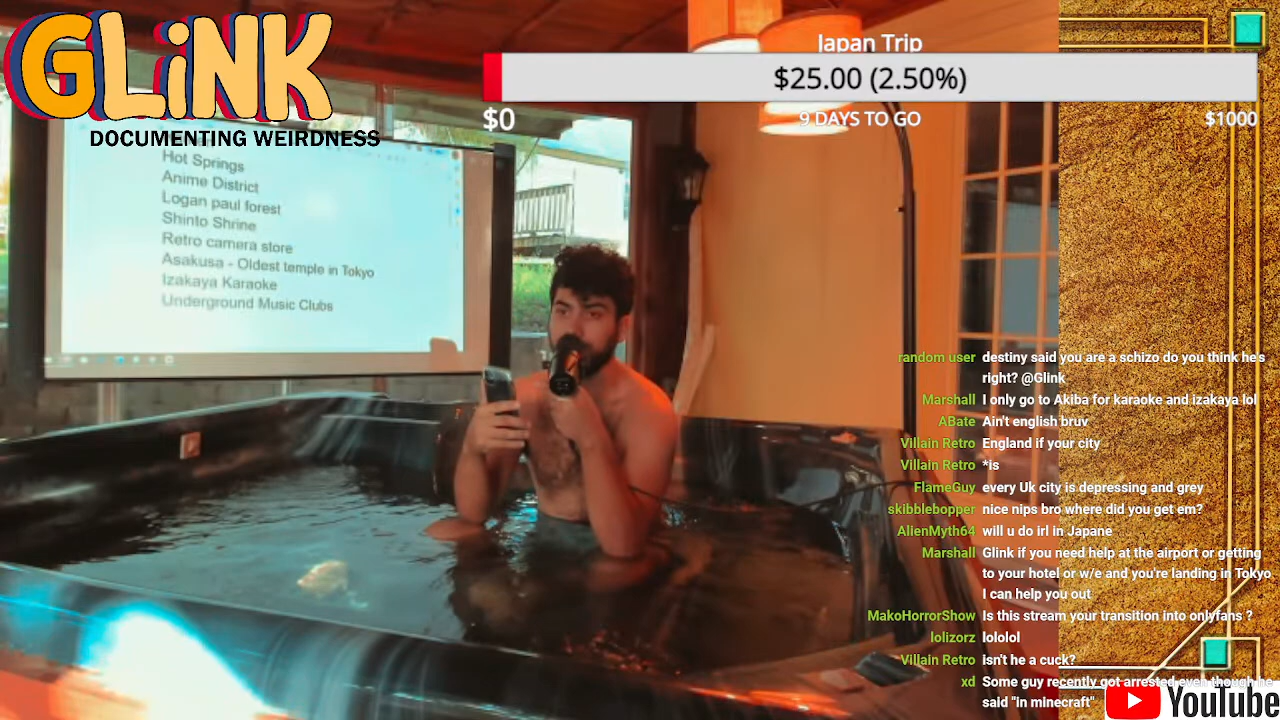 GLiNK
DOCUMENTING WEIRDNESS
Japan Trip
$25.00 (2.50%)
$0
9 DAYS TO GO
$1000
Hot Springs
Anime District
Logan paul forest
Shinto Shrine
Retro camera store
Asakusa - Oldest temple in Tokyo
Izakaya Karaoke
Underground Music Clubs
random user destiny said you are a schizo do you think he's
right? @Glink
Marshall I only go to Akiba for karaoke and izakaya lol
ABate Ain't english bruv
Villain Retro England if your city
Villain Retro *is
FlameGuy every Uk city is depressing and grey
skibblebopper nice nips bro where did you get em?
AlienMyth64 will u do irl in Japane
Marshall Glink if you need help at the airport or getting
to your hotel or w/e and you're landing in Tokyo
I can help you out
MakoHorrorShow Is this stream your transition into onlyfans ?
lolizorz lololol
Villain Retro Isn't he a cuck?
xd Some guy recently got arrested even though he
said "in minecraft"
YouTube